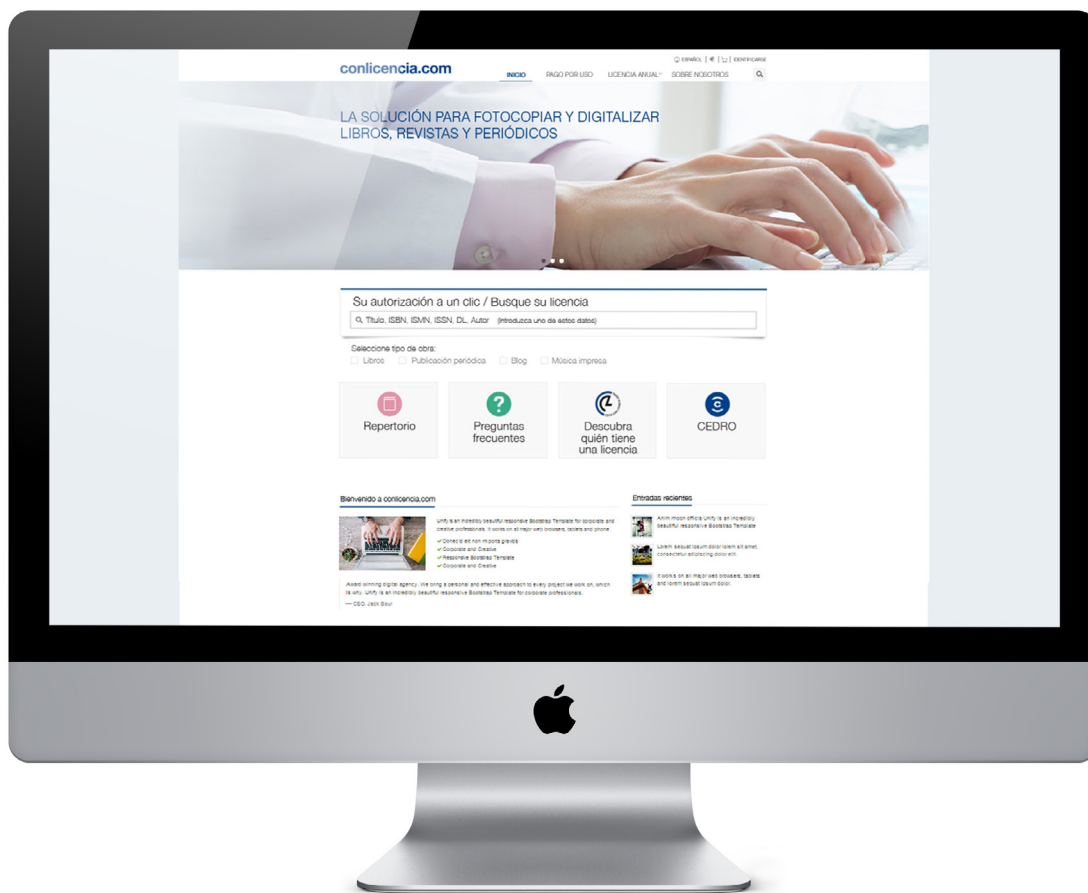 ESPAÑOL | | | IDENTIFICARSE
conlicencia.com
INICIO PAGO POR USO LICENCIA ANUAL SOBRE NOSOTROS
LA SOLUCIÓN PARA FOTOCOPIAR Y DIGITALIZAR
LIBROS, REVISTAS Y PERIÓDICOS
Su autorización a un clic / Busque su licencia
Título, ISBN, ISMN, ISSN, DL, Autor (introduzca uno de estos datos)
Seleccione tipo de obra:
Libros Publicación periódica Blog Música impresa
Repertorio
Preguntas
frecuentes
Descubra
quién tiene
una licencia
CEDRO
Bienvenido a conlicencia.com
Unify is an incredibly beautiful responsive Bootstrap Template for corporate and
creative professionals. It works on all major web browsers, tablets and phone.
Donec id elit non mi porta gravida
Corporate and Creative
Responsive Bootstrap Template
Corporate and Creative
Award winning digital agency. We bring a personal and effective approach to every project we work on, which
is why. Unify is an incredibly beautiful responsive Bootstrap Template for corporate professionals.
— CEO, Jack Bour
Entradas recientes
Anim moon officia Unify is an incredibly
beautiful responsive Bootstrap Template
Lorem sequat ipsum dolor lorem sit amet,
consectetur adipiscing dolor elit.
It works on all major web browsers, tablets
and lorem sequat ipsum dolor.